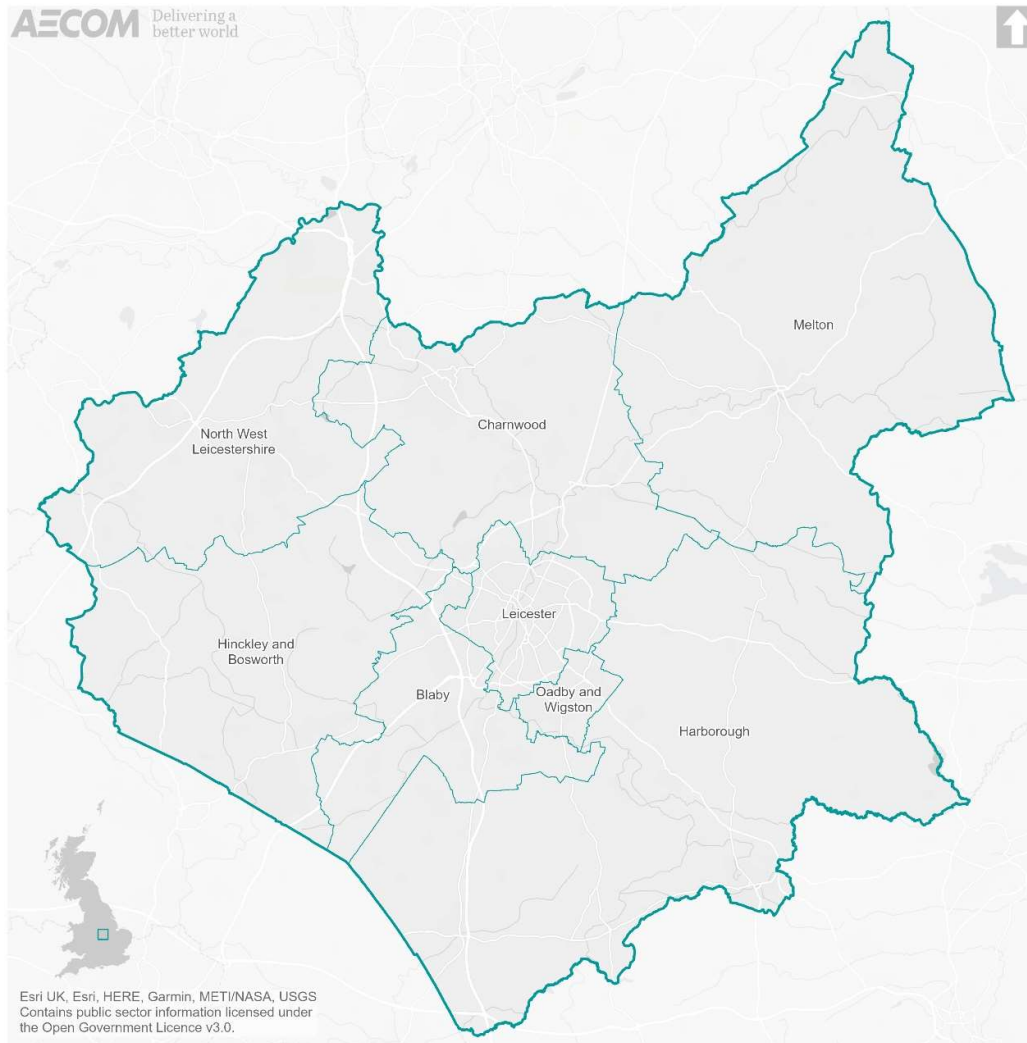 AECOM
Delivering a
better world
Melton
Charnwood
North West
Leicestershire
Leicester
Hinckley and
Bosworth
Blaby
Oadby and
Wigston
Harborough
Esri UK, Esri, HERE, Garmin, METI/NASA, USGS
Contains public sector information licensed under
the Open Government Licence v3.0.